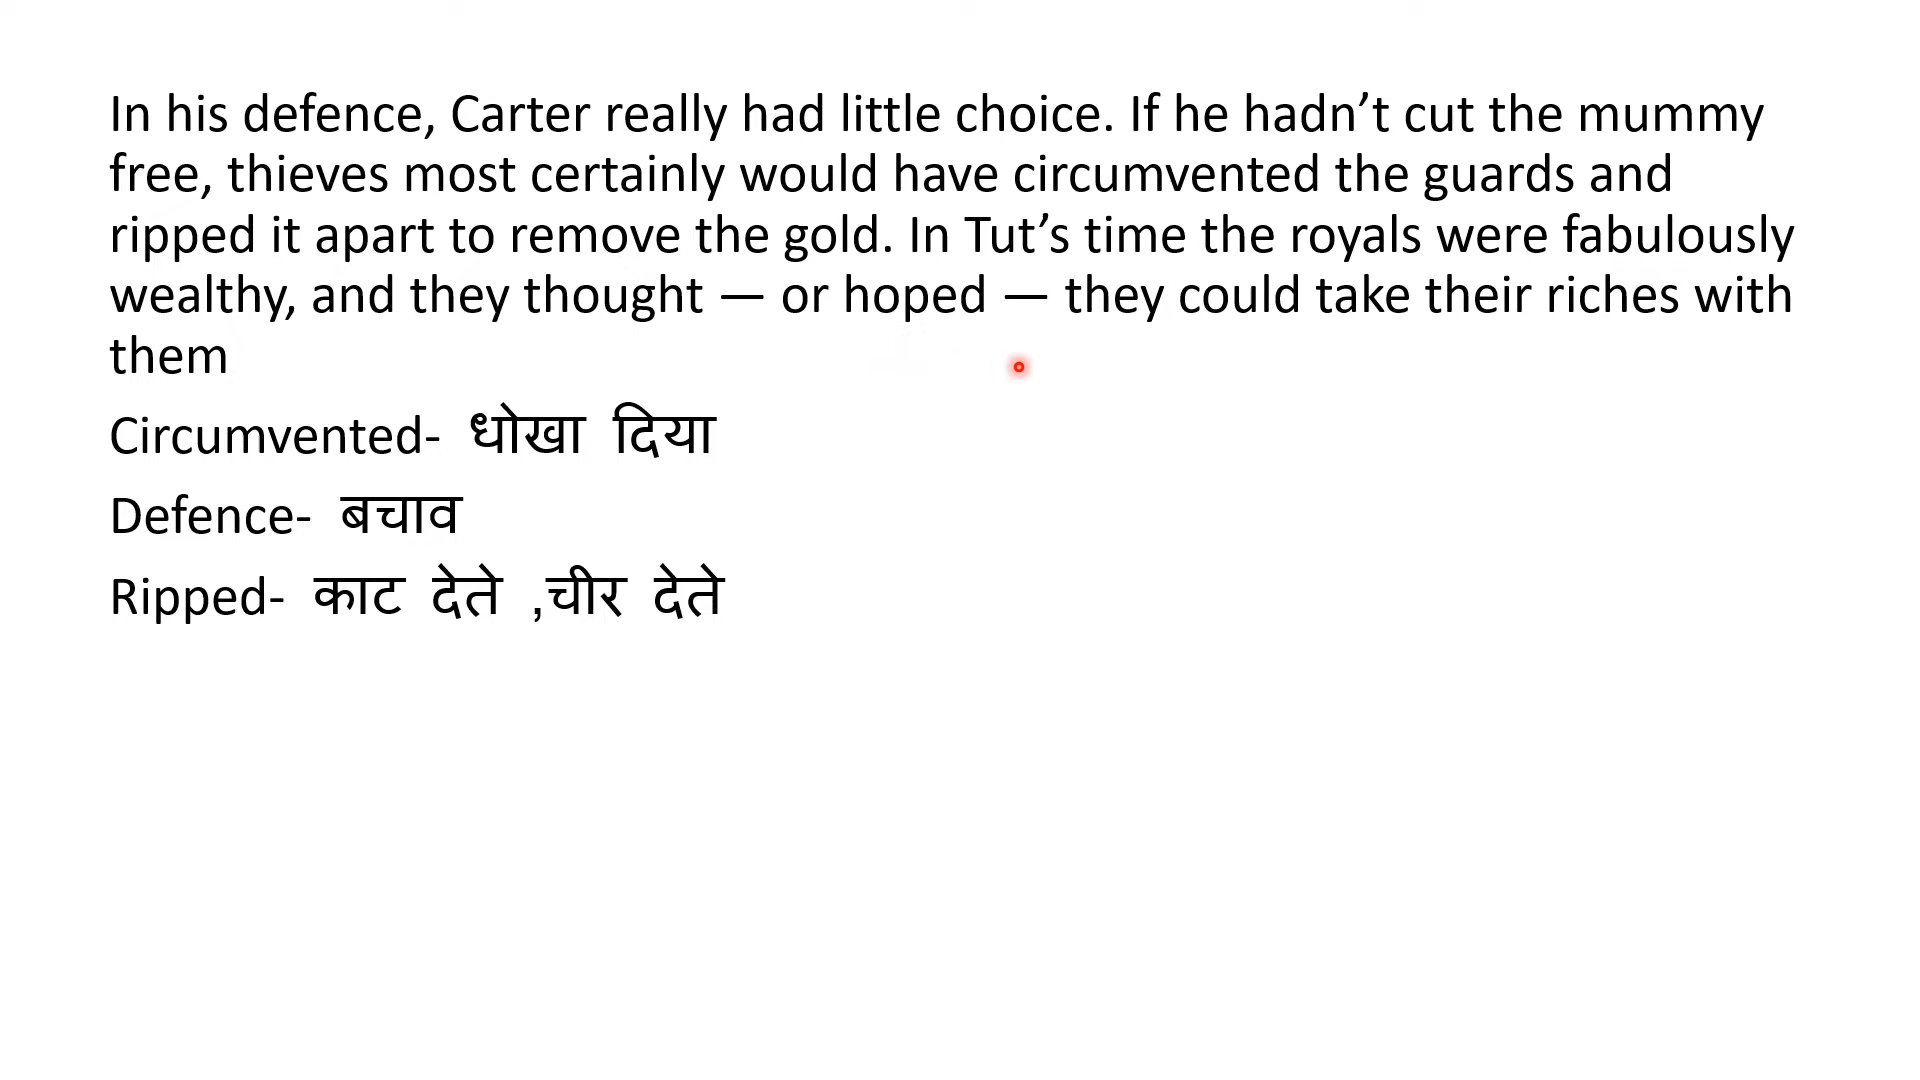 In his defence, Carter really had little choice. If he hadn’t cut the mummy
free, thieves most certainly would have circumvented the guards and
ripped it apart to remove the gold. In Tut’s time the royals were fabulously
wealthy, and they thought — or hoped — they could take their riches with
them
Circumvented- धोखा दिया
Defence- बचाव
Ripped- काट देते ,चीर देते